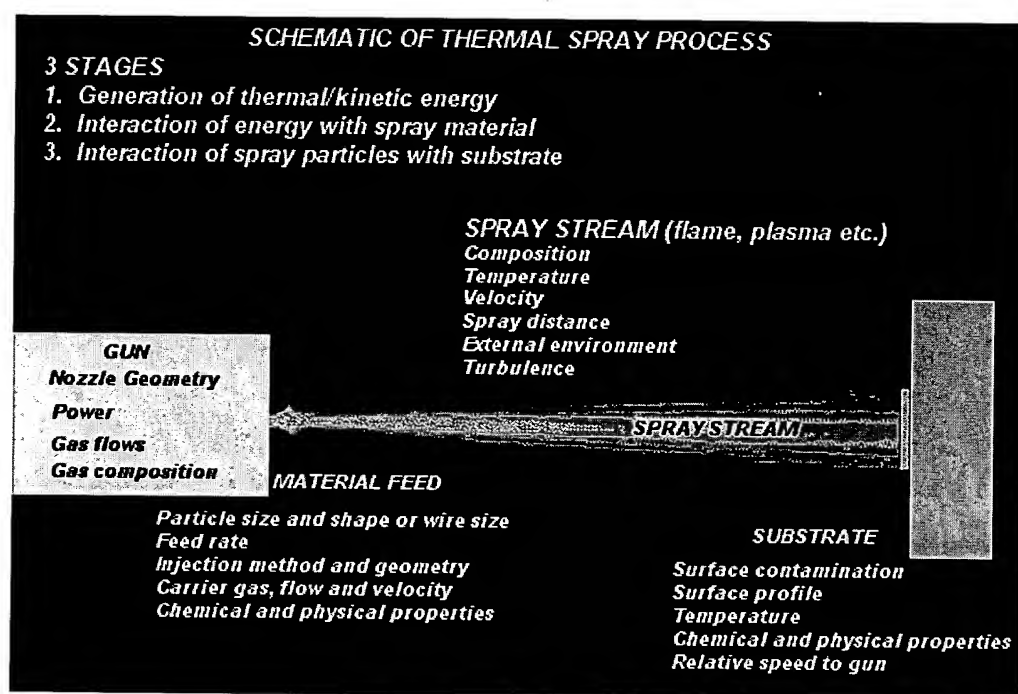 SCHEMATIC OF THERMAL SPRAY PROCESS
3 STAGES
1. Generation of thermal/kinetic energy
2. Interaction of energy with spray material
3. Interaction of spray particles with substrate
SPRAY STREAM (flame, plasma etc.)
Composition
Temperature
Velocity
Spray distance
External environment
Turbulence
GUN
Nozzle Geometry
Power
Gas flows
Gas composition
SPRAY STREAM
MATERIAL FEED
Particle size and shape or wire size
Feed rate
Injection method and geometry
Carrier gas, flow and velocity
Chemical and physical properties
SUBSTRATE
Surface contamination
Surface profile
Temperature
Chemical and physical properties
Relative speed to gun